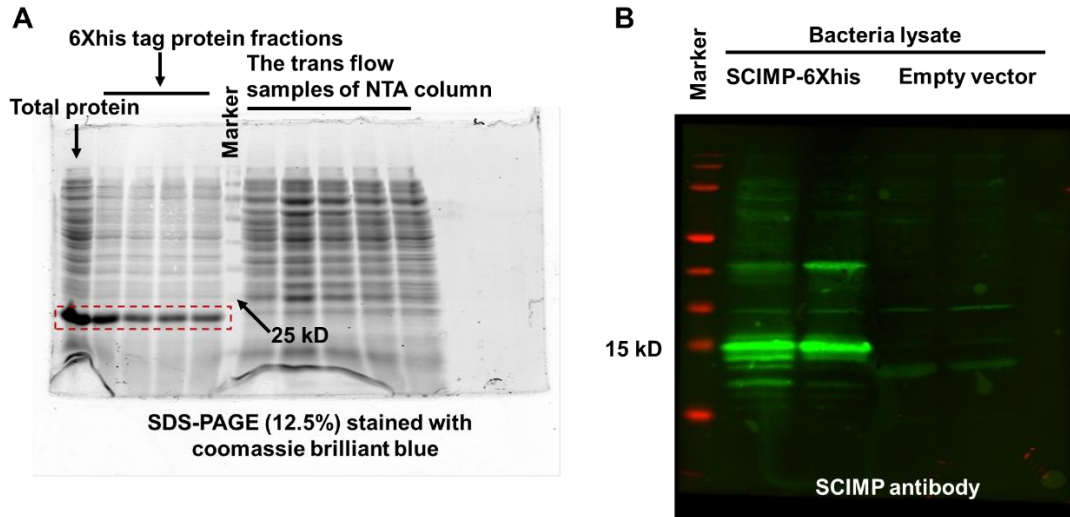 A
6Xhis tag protein fractions
The trans flow
samples of NTA column
Total protein
Marker
25 kD
SDS-PAGE (12.5%) stained with
coomassie brilliant blue
B
Marker
Bacteria lysate
SCIMP-6Xhis
Empty vector
15 kD
SCIMP antibody